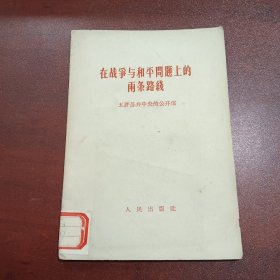 在战爭与和平問題上的
兩条路綫
五評苏共中央的公开信
人民出版社